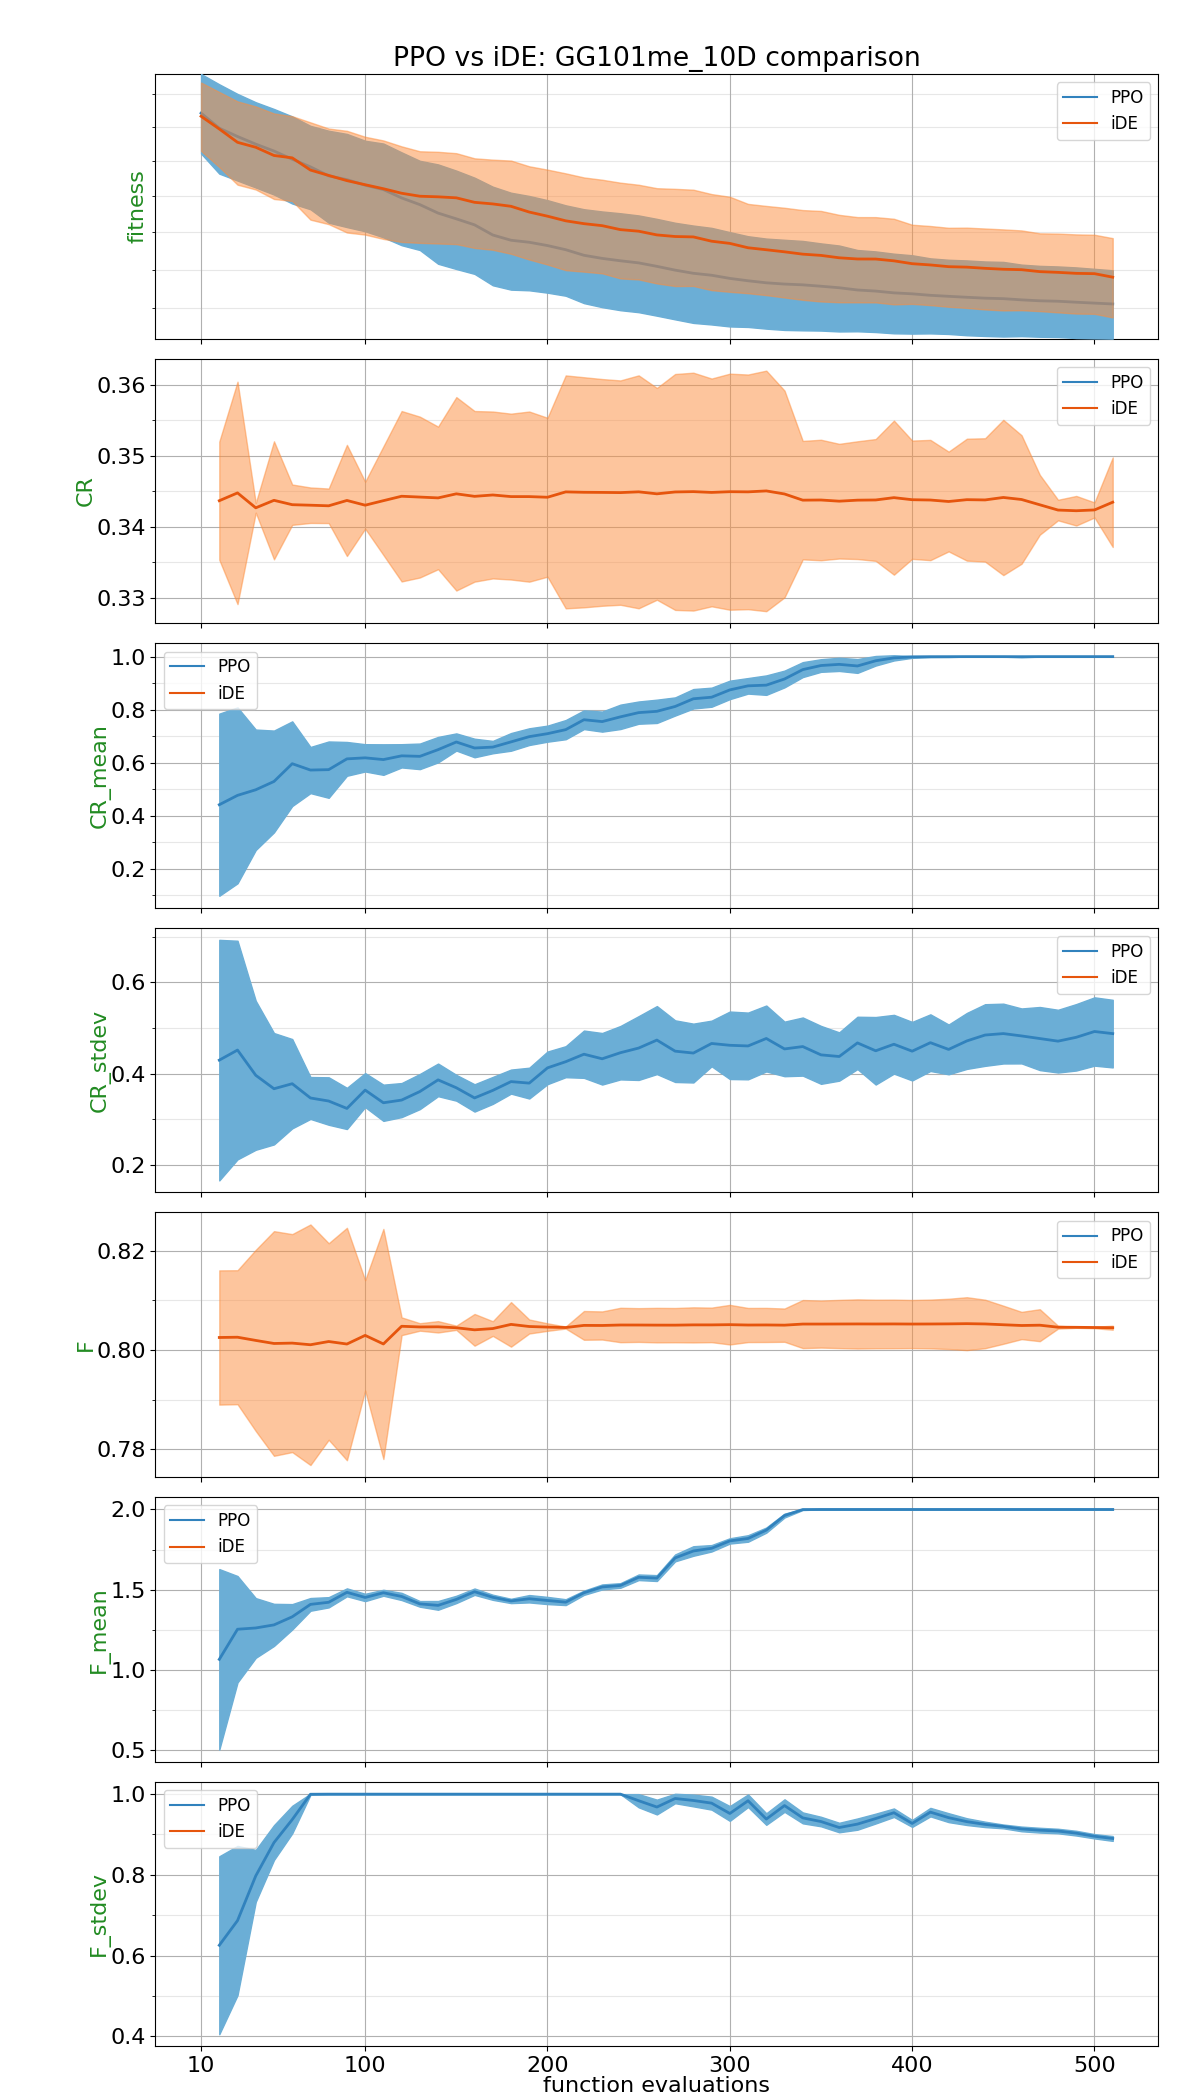 PPO vs iDE: GG101me_10D comparison
fitness
PPO
iDE
CR
0.36
0.35
0.34
0.33
PPO
iDE
CR_mean
1.0
0.8
0.6
0.4
0.2
PPO
iDE
CR_stdev
0.6
0.4
0.2
PPO
iDE
F
0.82
0.80
0.78
PPO
iDE
F_mean
2.0
1.5
1.0
0.5
PPO
iDE
F_stdev
1.0
0.8
0.6
0.4
PPO
iDE
10 100 200 300 400 500
function evaluations